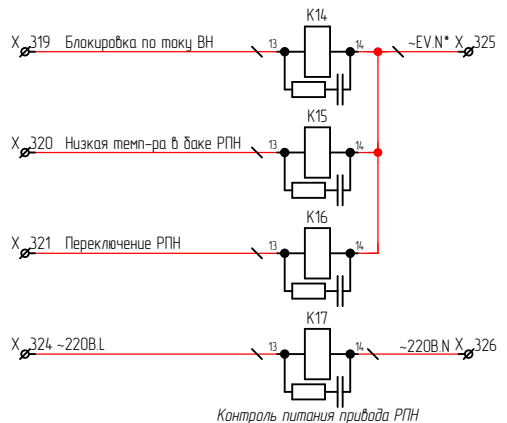 K14
X 319 Блокировка по току ВН 13 14 ~EV.N* X 325
K15
X 320 Низкая темп-ра в баке РПН 13 14
K16
X 321 Переключение РПН 13 14
K17
X 324 ~220В.L 13 14 ~220В.N X 326
Контроль питания привода РПН